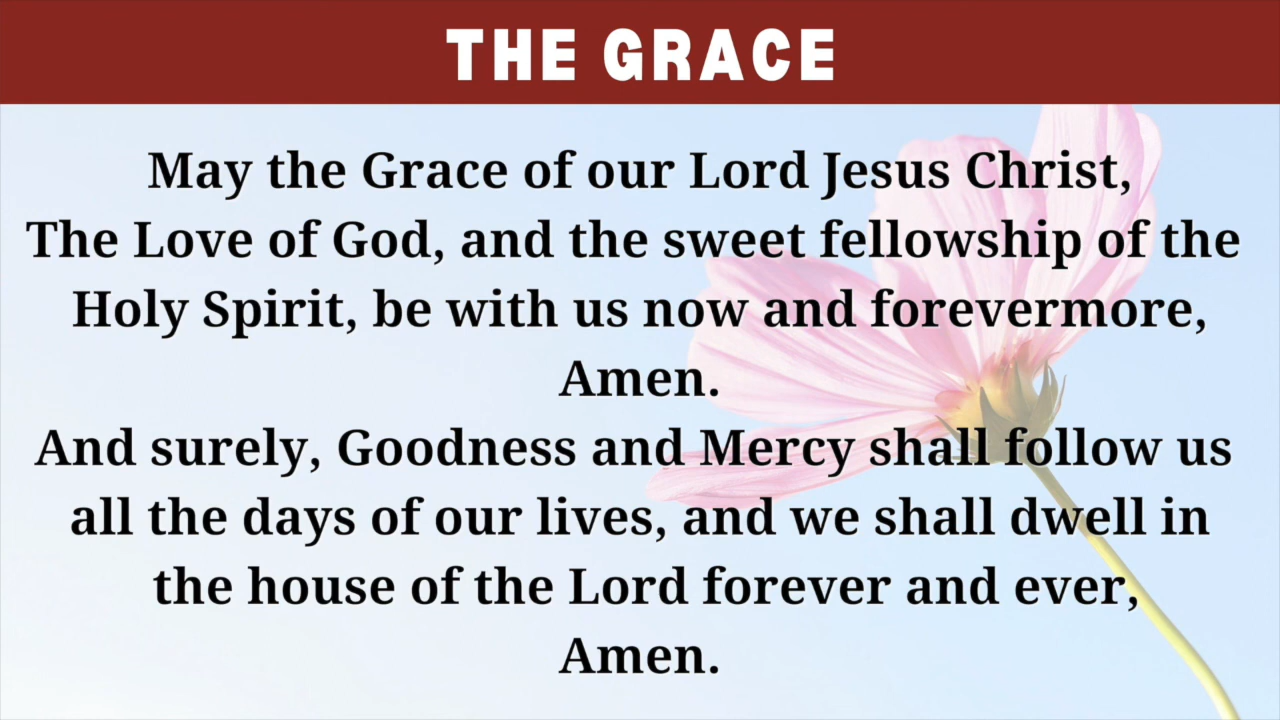 THE GRACE
May the Grace of our Lord Jesus Christ,
The Love of God, and the sweet fellowship of the
Holy Spirit, be with us now and forevermore,
Amen.
And surely, Goodness and Mercy shall follow us
all the days of our lives, and we shall dwell in
the house of the Lord forever and ever,
Amen.